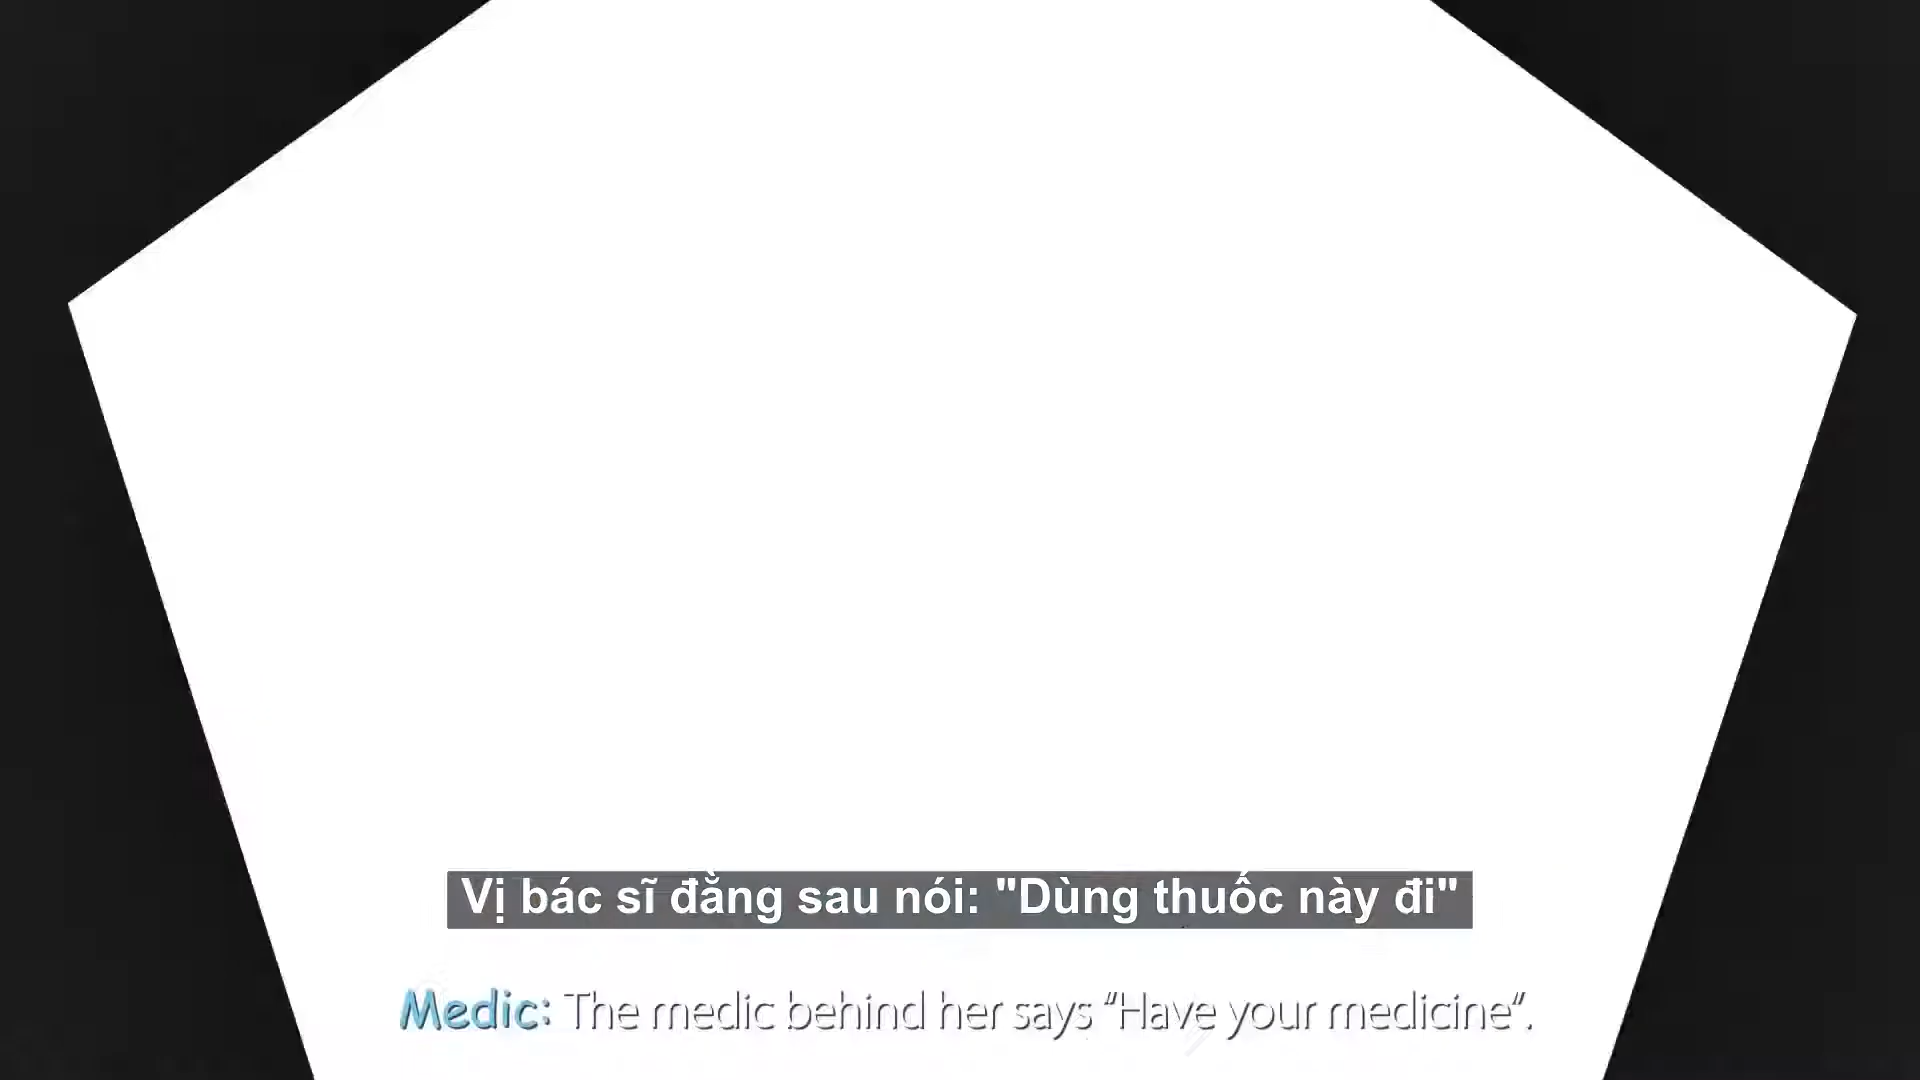 Vị bác sĩ đằng sau nói: "Dùng thuốc này đi"
Medic: The medic behind her says “Have your medicine”.